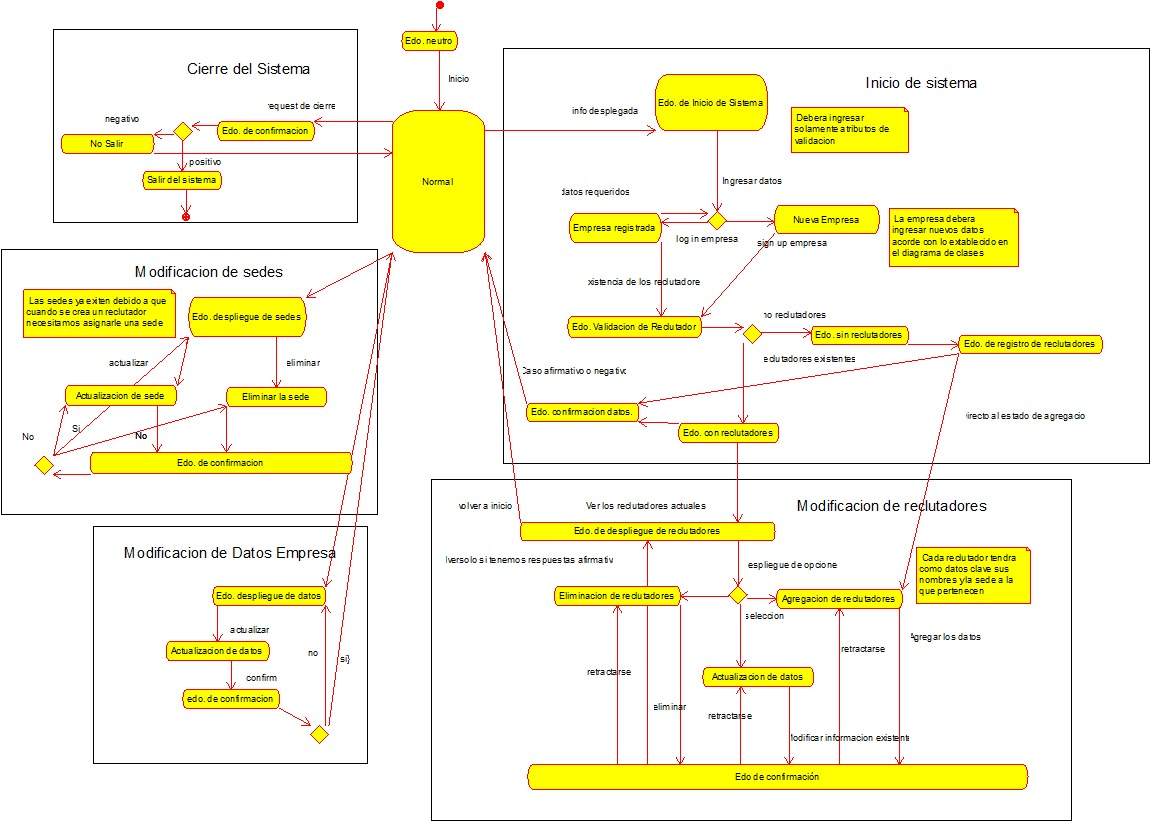 Edo. neutro
Inicio
Cierre del Sistema
request de cierre
negativo
Edo. de confirmacion
No Salir
positivo
Salir del sistema
Normal
Inicio de sistema
info desplegada
Edo. de Inicio de Sistema
Debera ingresar
solamente atributos de
validacion
Ingresar datos
datos requeridos
Empresa registrada
Nueva Empresa
log in empresa
sign up empresa
La empresa debera
ingresar nuevos datos
acorde con lo extablecido en
el diagrama de clases
xistencia de los reclutadore
Edo. Validacion de Reclutador
no reclutadores
Edo. sin reclutadores
Edo. de registro de reclutadores
eclutadores existentes
Caso afirmativo o negativo
Edo. confirmacion datos.
Edo. con reclutadores
irecto al estado de agregacio
Modificacion de sedes
Las sedes ya exiten debido a que
cuando se crea un reclutador
necesitamos asignarle una sede
Edo. despliegue de sedes
actualizar
eliminar
Actualizacion de sede
Eliminar la sede
No
Si
No
Edo. de confirmacion
Modificacion de Datos Empresa
Edo. despliegue de datos
actualizar
Actualizacion de datos
no
si}
confirm
edo. de confirmacion
Modificacion de reclutadores
volver a inicio
Ver los reclutadores actuales
Edo. de despliegue de reclutadores
lversolo si tenemos respuestas afirmativ
espliegue de opcione
Cada reclutador tendra
como datos clave sus
nombres y la sede a la
que pertenecen
Eliminacion de reclutadores
Agregacion de reclutadores
seleccion
Agregar los datos
retractarse
retractarse
Actualizacion de datos
eliminar
retractarse
Modificar informacion existente
Edo de confirmación